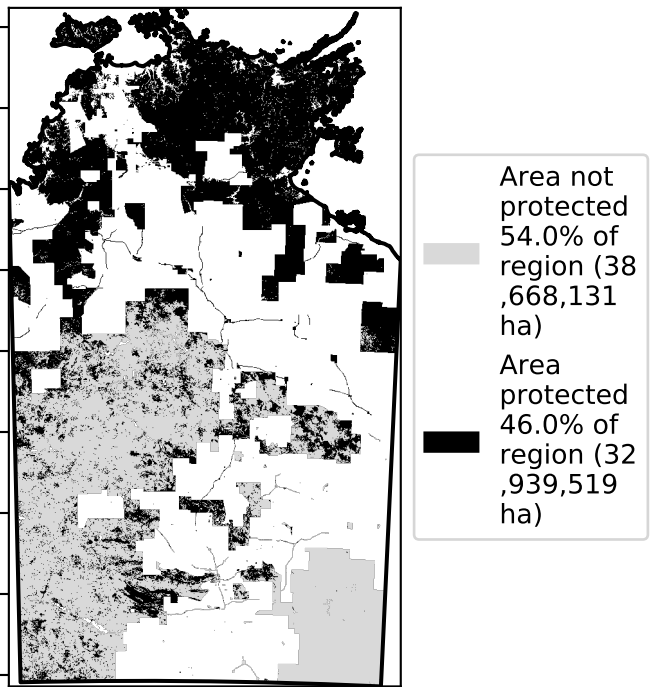 Area not
protected
54.0% of
region (38
,668,131
ha)
Area
protected
46.0% of
region (32
,939,519
ha)